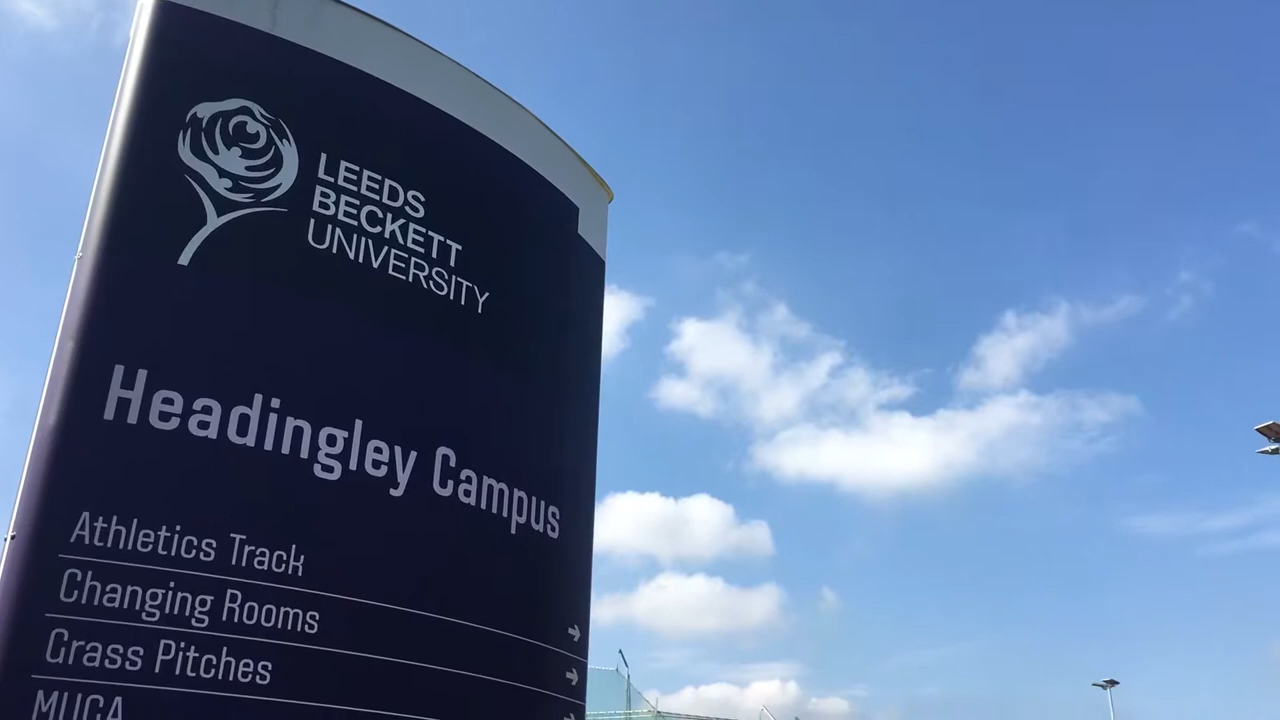 LEEDS
BECKETT
UNIVERSITY
Headingley Campus
Athletics Track
Changing Rooms
Grass Pitches
MUGA